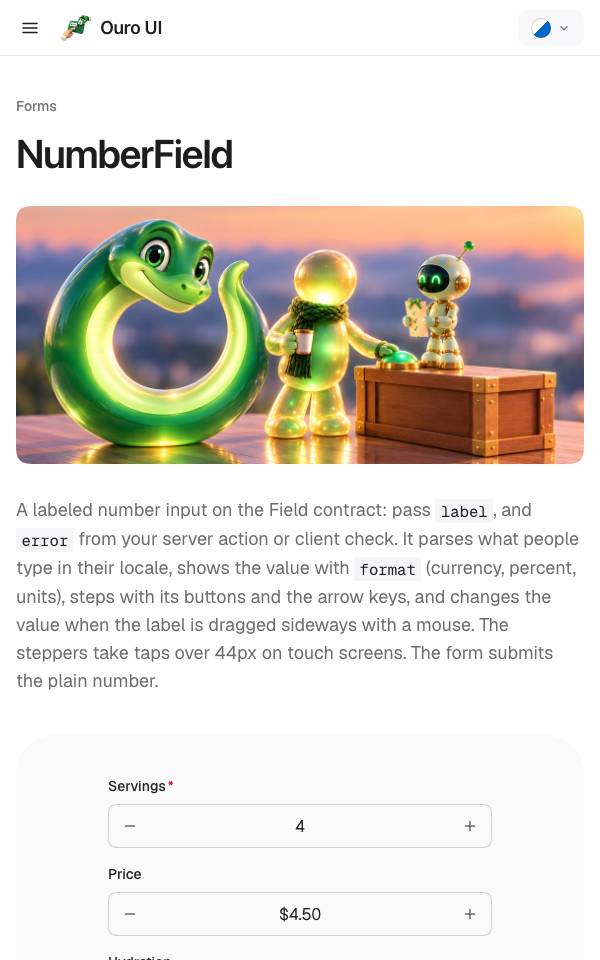 Ouro UI
Forms
NumberField
A labeled number input on the Field contract: pass label, and
error from your server action or client check. It parses what people
type in their locale, shows the value with format (currency, percent,
units), steps with its buttons and the arrow keys, and changes the
value when the label is dragged sideways with a mouse. The
steppers take taps over 44px on touch screens. The form submits
the plain number.
Servings*
− 4 +
Price
− $4.50 +
Hydration